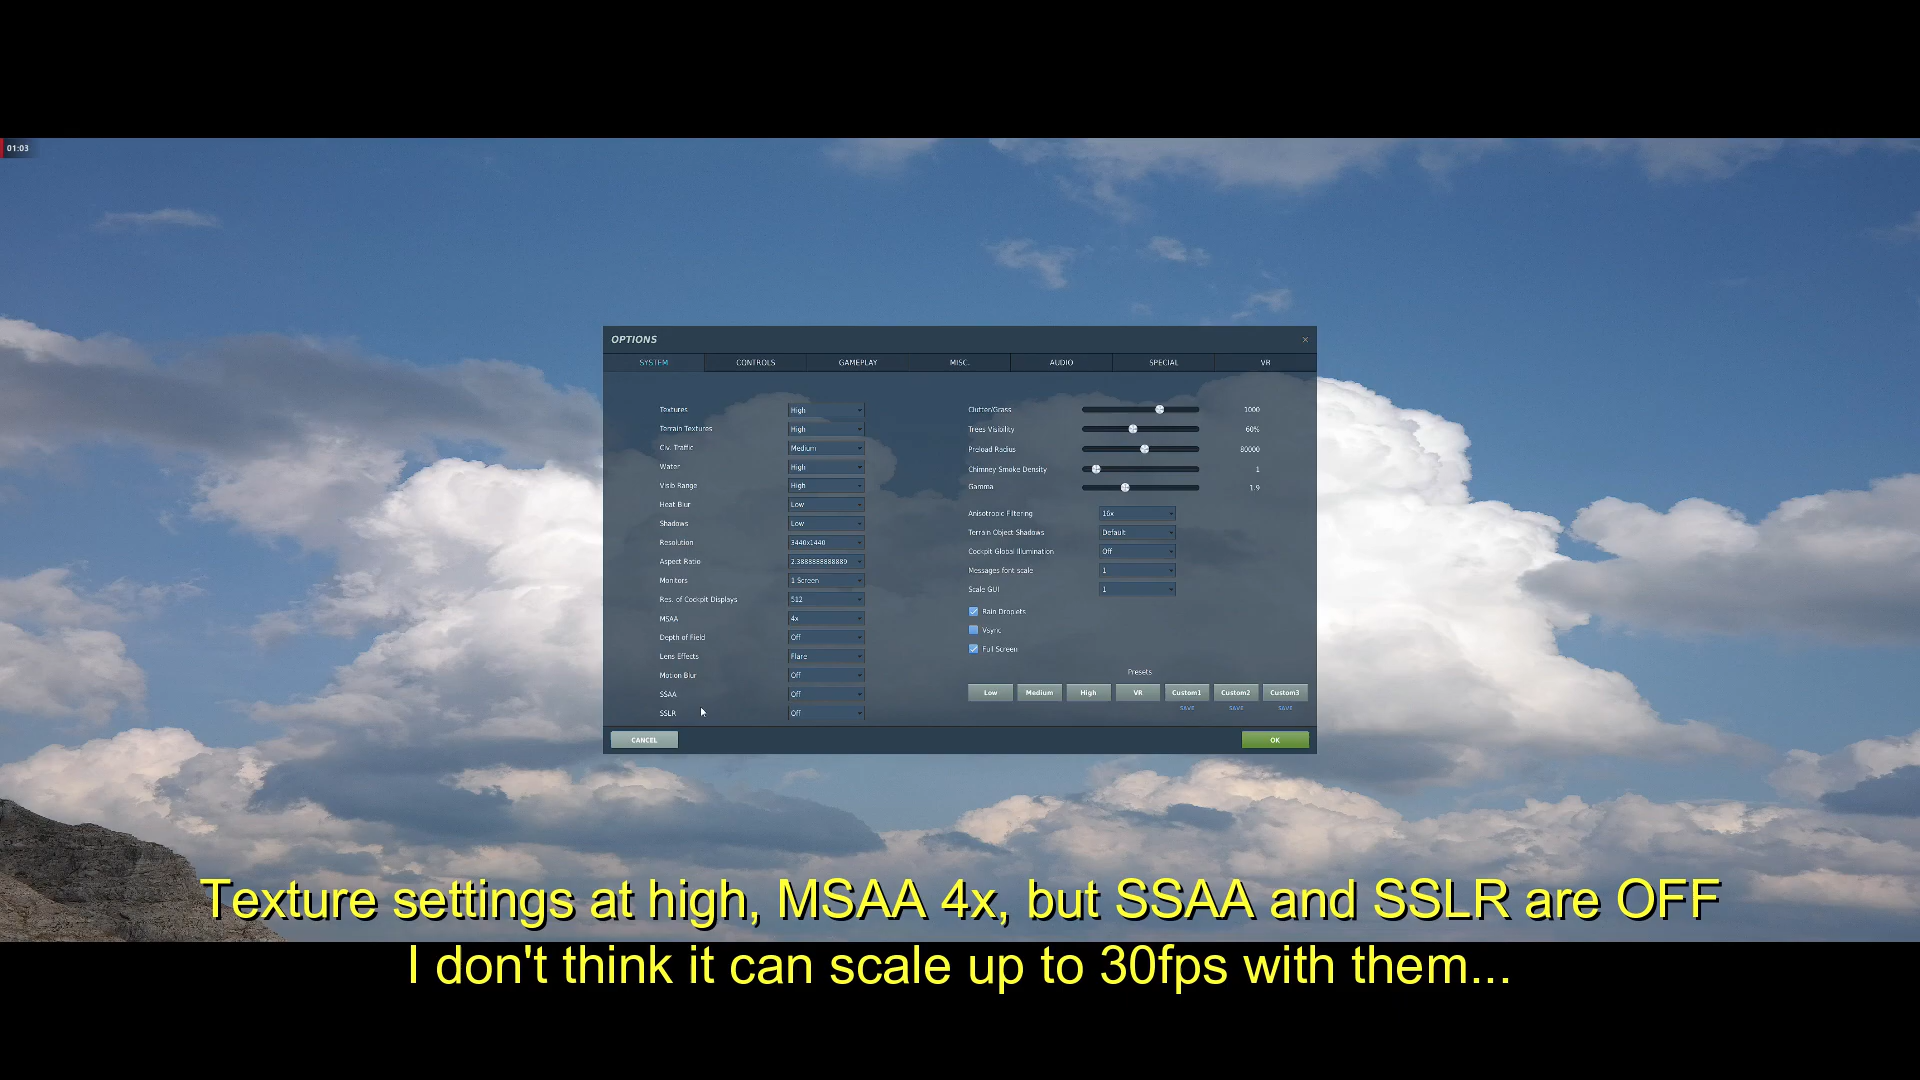 01:03
OPTIONS
SYSTEM CONTROLS GAMEPLAY MISC. AUDIO SPECIAL VR
Textures High
Terrain Textures High
Civ. Traffic Medium
Water High
Visib Range High
Heat Blur Low
Shadows Low
Resolution 3440x1440
Aspect Ratio 2.3888888888889
Monitors 1 Screen
Res. of Cockpit Displays 512
MSAA 4x
Depth of Field Off
Lens Effects Flare
Motion Blur Off
SSAA Off
SSLR Off
Clutter/Grass 1000
Trees Visibility 60%
Preload Radius 80000
Chimney Smoke Density 1
Gamma 1.9
Anisotropic Filtering 16x
Terrain Object Shadows Default
Cockpit Global Illumination Off
Messages font scale 1
Scale GUI 1
Rain Droplets
Vsync
Full Screen
Presets
Low Medium High VR Custom1 Custom2 Custom3
SAVE SAVE SAVE
CANCEL OK
Texture settings at high, MSAA 4x, but SSAA and SSLR are OFF
I don't think it can scale up to 30fps with them...